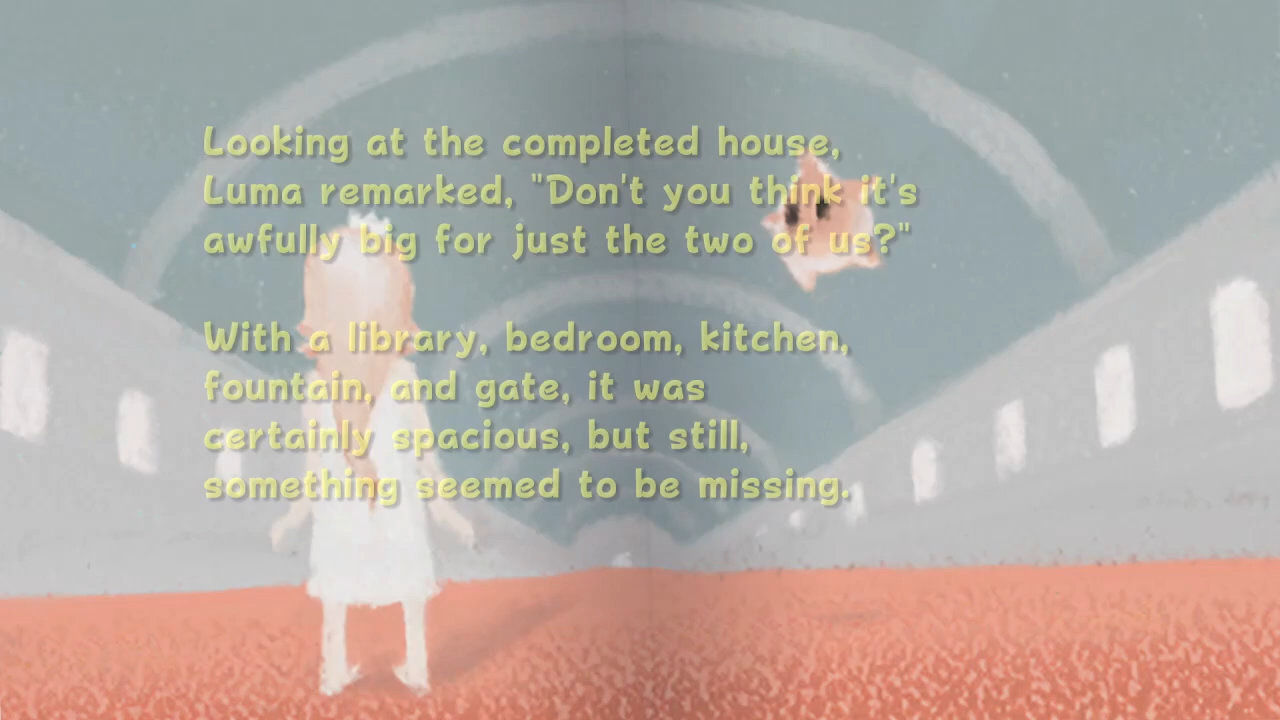 Looking at the completed house,
Luma remarked, "Don't you think it's
awfully big for just the two of us?"
With a library, bedroom, kitchen,
fountain, and gate, it was
certainly spacious, but still,
something seemed to be missing.